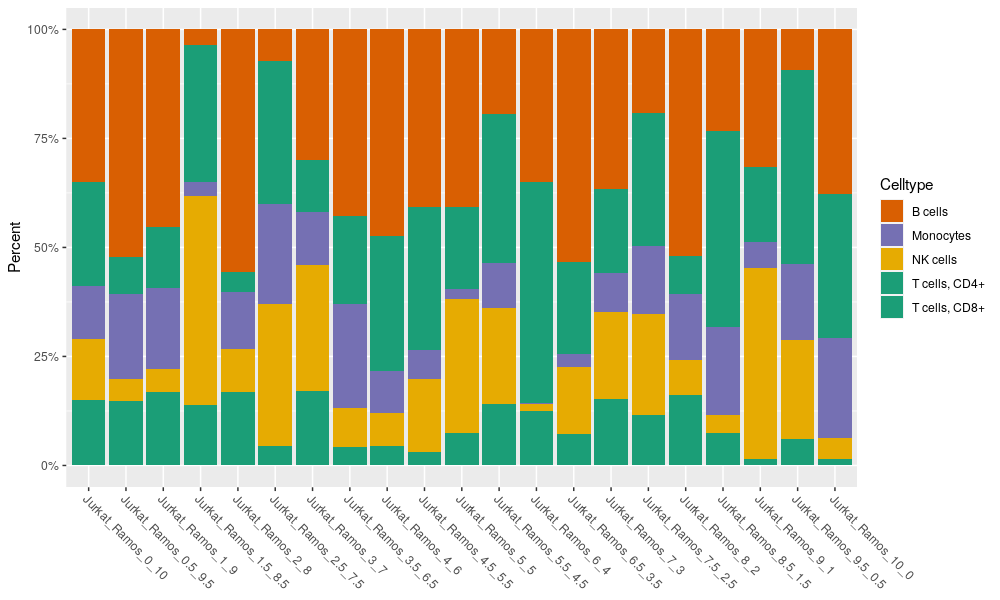 100%
75%
50%
25%
0%
Percent
Jurkat_Ramos_0_10
Jurkat_Ramos_0.5_9.5
Jurkat_Ramos_1_9
Jurkat_Ramos_1.5_8.5
Jurkat_Ramos_2_8
Jurkat_Ramos_2.5_7.5
Jurkat_Ramos_3_7
Jurkat_Ramos_3.5_6.5
Jurkat_Ramos_4_6
Jurkat_Ramos_4.5_5.5
Jurkat_Ramos_5_5
Jurkat_Ramos_5.5_4.5
Jurkat_Ramos_6_4
Jurkat_Ramos_6.5_3.5
Jurkat_Ramos_7_3
Jurkat_Ramos_7.5_2.5
Jurkat_Ramos_8_2
Jurkat_Ramos_8.5_1.5
Jurkat_Ramos_9_1
Jurkat_Ramos_9.5_0.5
Jurkat_Ramos_10_0
Celltype
B cells
Monocytes
NK cells
T cells, CD4+
T cells, CD8+